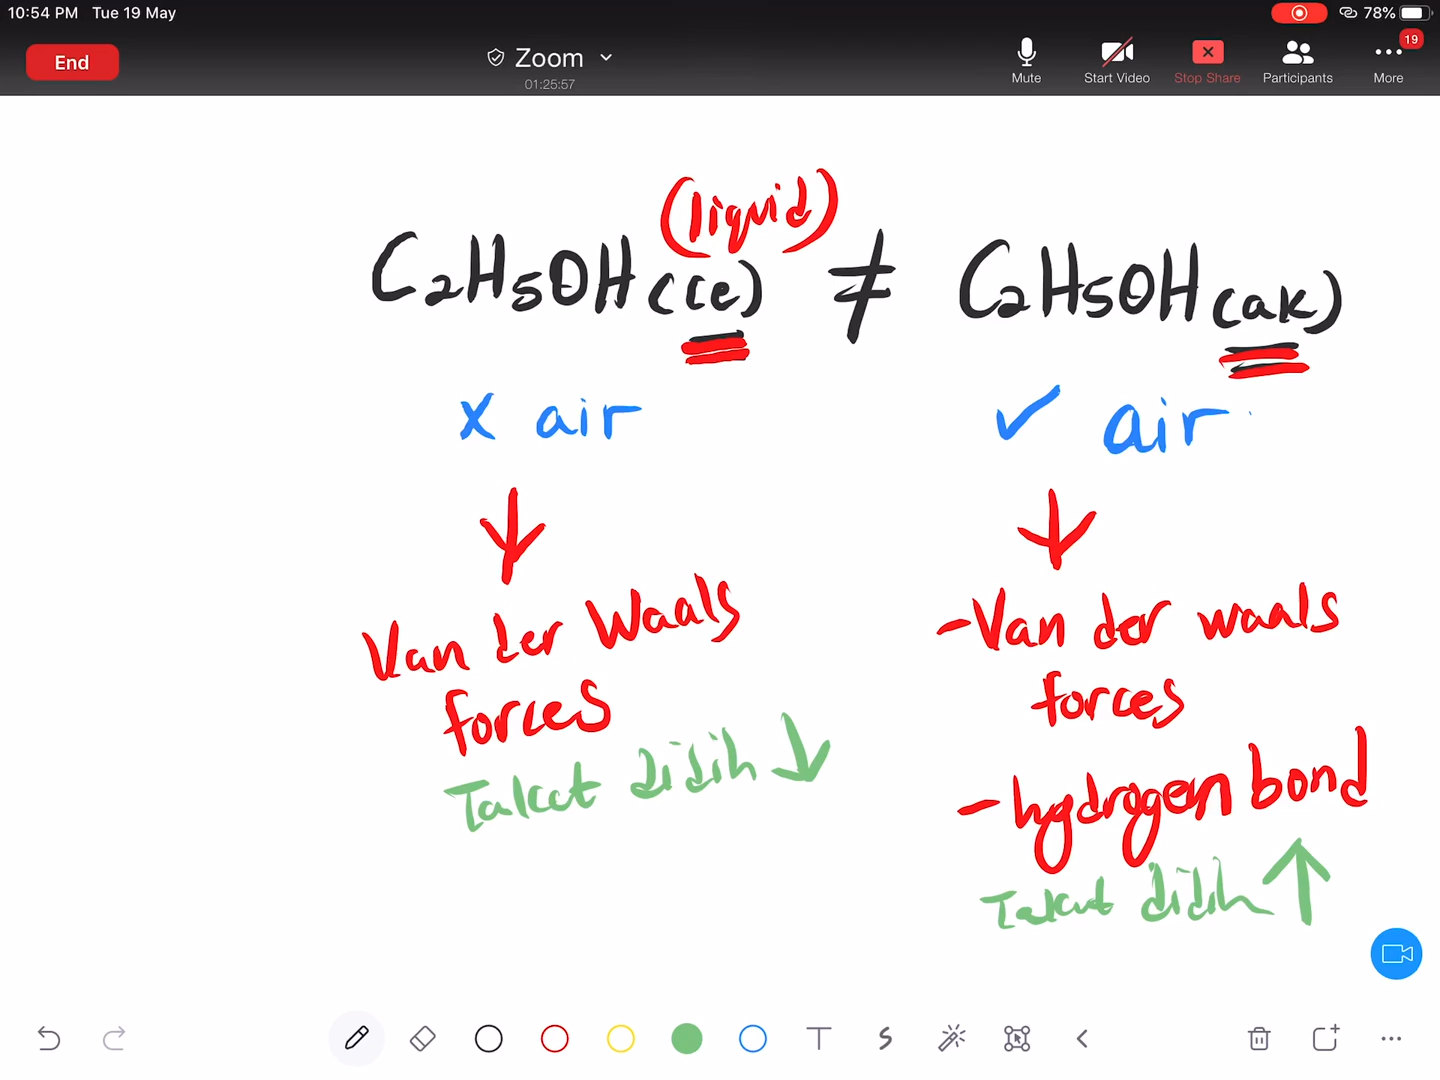 10:54 PM Tue 19 May
78%
End
Zoom
01:25:57
Mute
Start Video
Stop Share
Participants
More
19
(liquid)
C2H5OH(ce) ≠ C2H5OH(ak)
x air
✓ air
Van der Waals
forces
Takat didih ↓
-Van der waals
forces
-hydrogen bond
Takat didih ↑
T